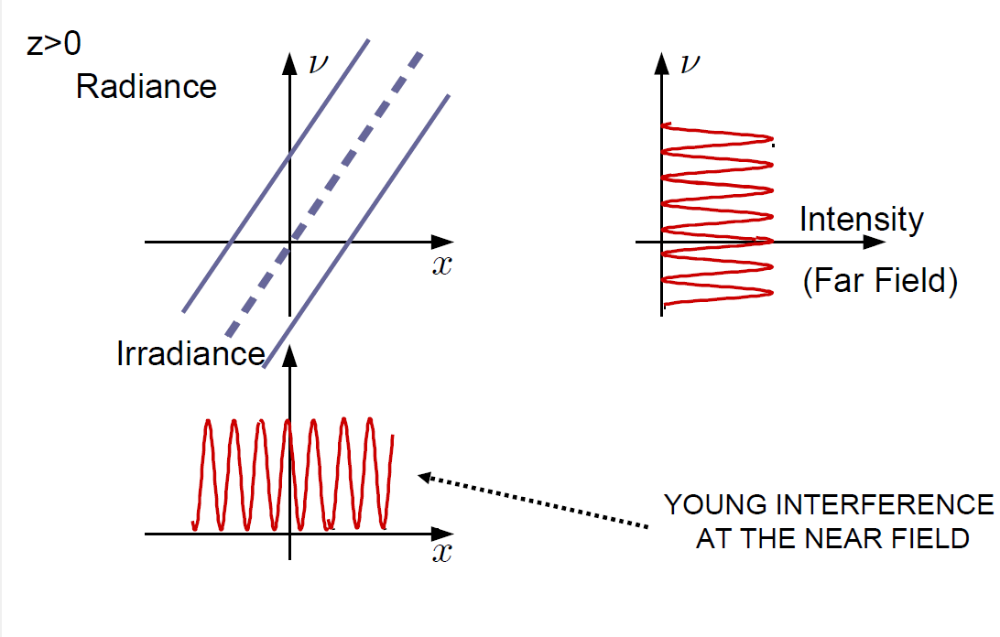 z>0
Radiance
ν
x
ν
Intensity
(Far Field)
Irradiance
x
YOUNG INTERFERENCE
AT THE NEAR FIELD